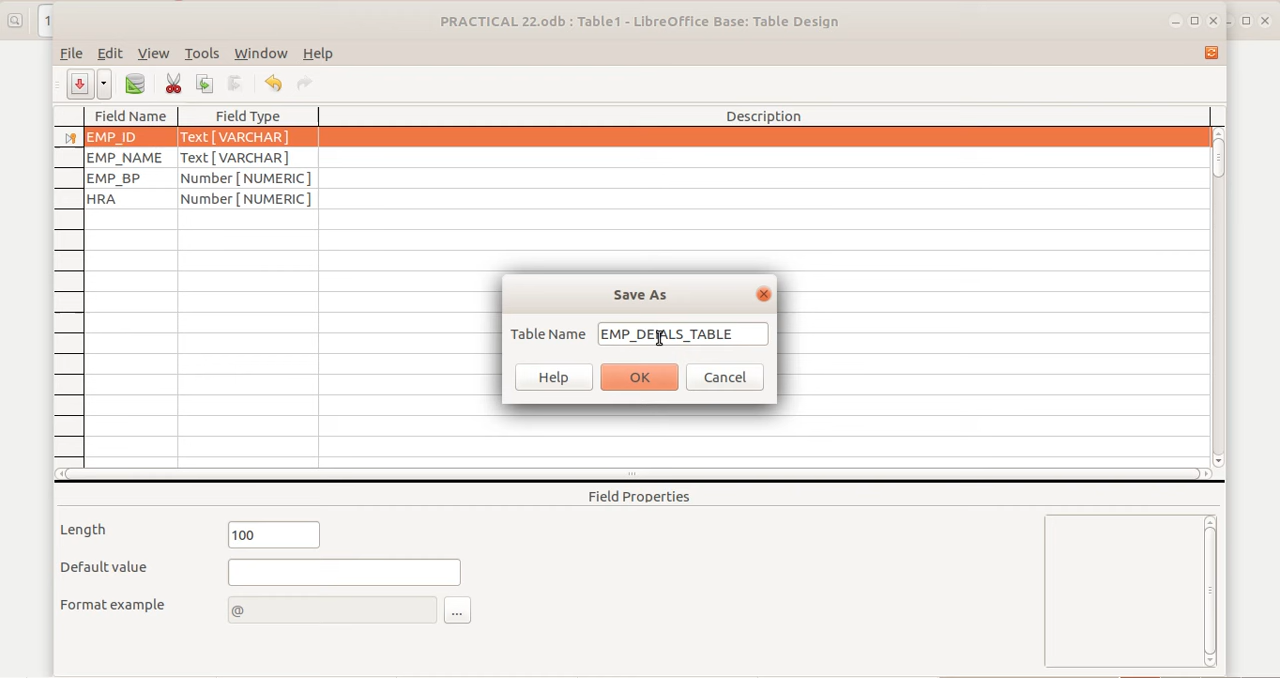 1
PRACTICAL 22.odb : Table1 - LibreOffice Base: Table Design
File Edit View Tools Window Help
Field Name Field Type Description
EMP_ID Text [ VARCHAR ]
EMP_NAME Text [ VARCHAR ]
EMP_BP Number [ NUMERIC ]
HRA Number [ NUMERIC ]
Save As
Table Name EMP_DETALS_TABLE
Help OK Cancel
Field Properties
Length 100
Default value
Format example @ ...